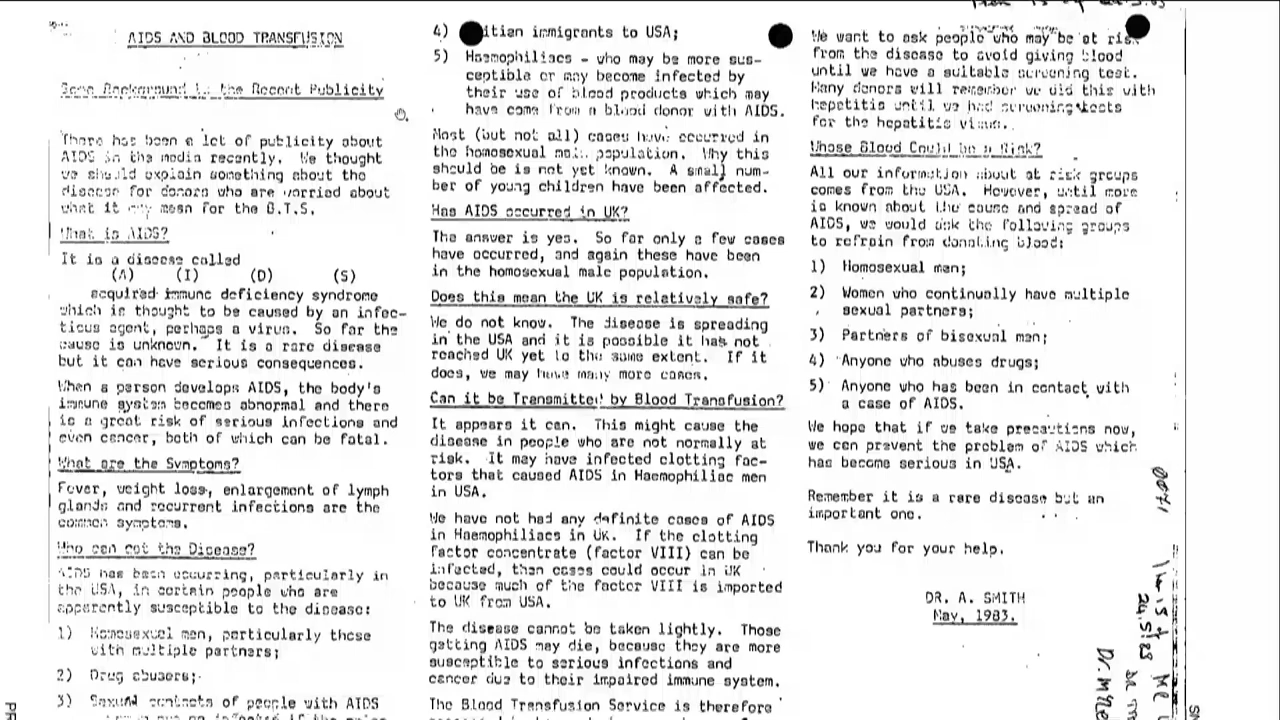 AIDS AND BLOOD TRANSFUSION
Some Background to the Recent Publicity
There has been a lot of publicity about
AIDS in the media recently. We thought
we should explain something about the
disease for donors who are worried about
what it may mean for the B.T.S.
What is AIDS?
It is a disease called
(A) (I) (D) (S)
acquired immune deficiency syndrome
which is thought to be caused by an infec-
tious agent, perhaps a virus. So far the
cause is unknown. It is a rare disease
but it can have serious consequences.
When a person develops AIDS, the body's
immune system becomes abnormal and there
is a great risk of serious infections and
even cancer, both of which can be fatal.
What are the Symptoms?
Fever, weight loss, enlargement of lymph
glands and recurrent infections are the
common symptoms.
Who can get the Disease?
AIDS has been occurring, particularly in
the USA, in certain people who are
apparently susceptible to the disease:
1) Homosexual men, particularly those
with multiple partners;
2) Drug abusers;
3) Sexual contacts of people with AIDS
4) itian immigrants to USA;
5) Haemophiliacs - who may be more sus-
ceptible or may become infected by
their use of blood products which may
have come from a blood donor with AIDS.
Most (but not all) cases have occurred in
the homosexual male population. Why this
should be is not yet known. A small num-
ber of young children have been affected.
Has AIDS occurred in UK?
The answer is yes. So far only a few cases
have occurred, and again these have been
in the homosexual male population.
Does this mean the UK is relatively safe?
We do not know. The disease is spreading
in the USA and it is possible it has not
reached UK yet to the same extent. If it
does, we may have many more cases.
Can it be Transmitted by Blood Transfusion?
It appears it can. This might cause the
disease in people who are not normally at
risk. It may have infected clotting fac-
tors that caused AIDS in Haemophiliac men
in USA.
We have not had any definite cases of AIDS
in Haemophiliacs in UK. If the clotting
factor concentrate (factor VIII) can be
infected, then cases could occur in UK
because much of the factor VIII is imported
to UK from USA.
The disease cannot be taken lightly. Those
getting AIDS may die, because they are more
susceptible to serious infections and
cancer due to their impaired immune system.
The Blood Transfusion Service is therefore
We want to ask people who may be at risk
from the disease to avoid giving blood
until we have a suitable screening test.
Many donors will remember we did this with
hepatitis until we had screening tests
for the hepatitis virus.
Whose Blood Could be a Risk?
All our information about at risk groups
comes from the USA. However, until more
is known about the cause and spread of
AIDS, we would ask the following groups
to refrain from donating blood:
1) Homosexual men;
2) Women who continually have multiple
sexual partners;
3) Partners of bisexual men;
4) Anyone who abuses drugs;
5) Anyone who has been in contact with
a case of AIDS.
We hope that if we take precautions now,
we can prevent the problem of AIDS which
has become serious in USA.
Remember it is a rare disease but an
important one.
Thank you for your help.
DR. A. SMITH
May, 1983.
0041
24.5.83